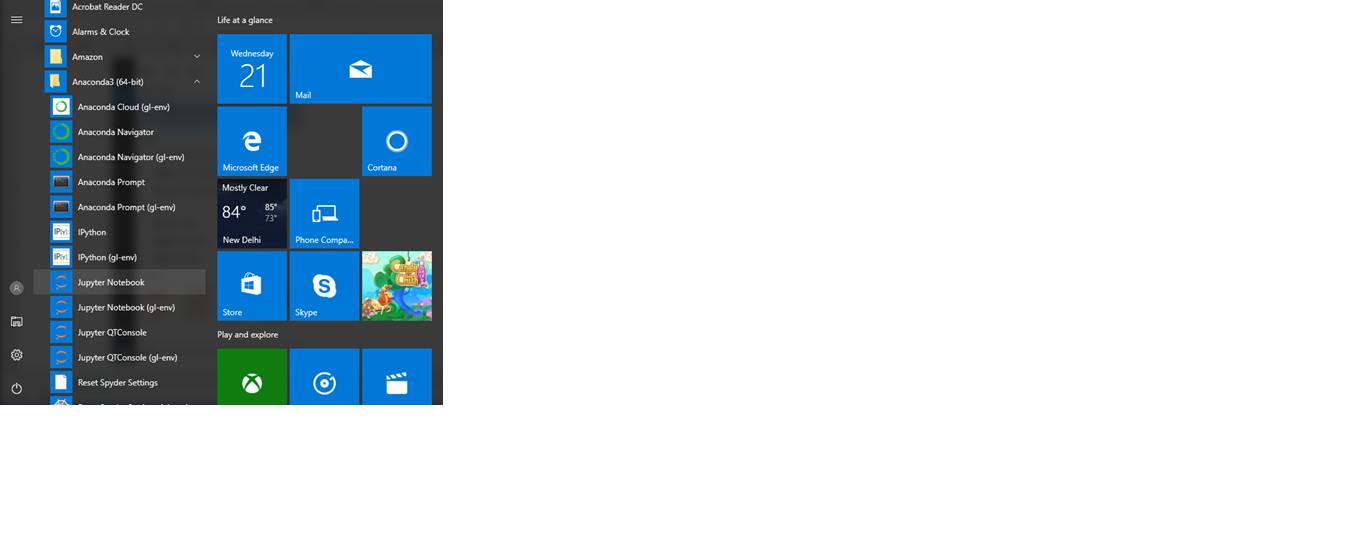 Acrobat Reader DC
Alarms & Clock
Amazon
Anaconda3 (64-bit)
Anaconda Cloud (gl-env)
Anaconda Navigator
Anaconda Navigator (gl-env)
Anaconda Prompt
Anaconda Prompt (gl-env)
IPython
IPython (gl-env)
Jupyter Notebook
Jupyter Notebook (gl-env)
Jupyter QTConsole
Jupyter QTConsole (gl-env)
Reset Spyder Settings
Life at a glance
Wednesday
21
Mail
Microsoft Edge
Cortana
Mostly Clear
84° 85°
73°
New Delhi
Phone Compa...
Store
Skype
Candy Crush
Play and explore